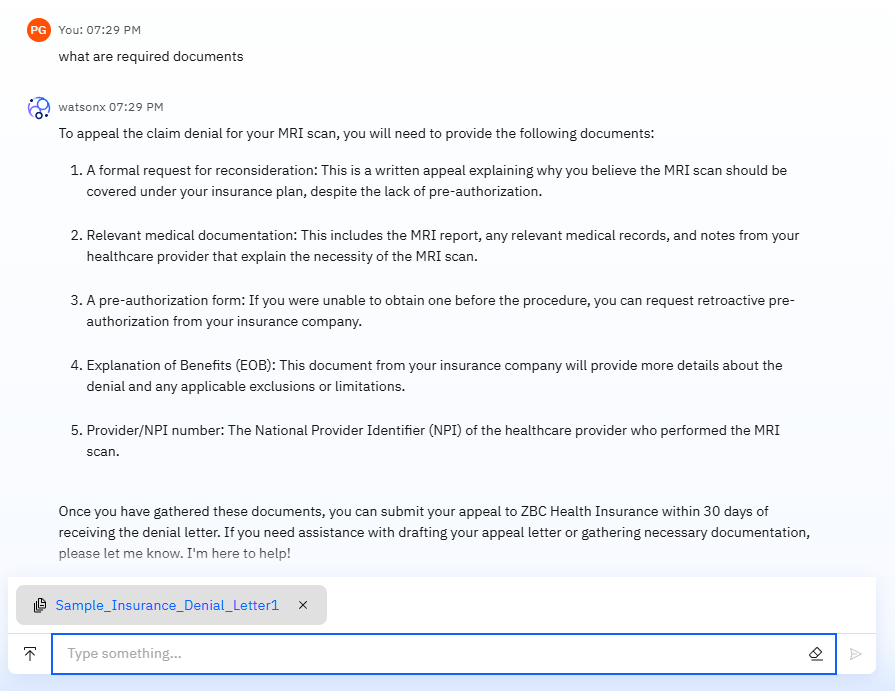 PG You: 07:29 PM
what are required documents
watsonx 07:29 PM
To appeal the claim denial for your MRI scan, you will need to provide the following documents:
1. A formal request for reconsideration: This is a written appeal explaining why you believe the MRI scan should be
covered under your insurance plan, despite the lack of pre-authorization.
2. Relevant medical documentation: This includes the MRI report, any relevant medical records, and notes from your
healthcare provider that explain the necessity of the MRI scan.
3. A pre-authorization form: If you were unable to obtain one before the procedure, you can request retroactive pre-
authorization from your insurance company.
4. Explanation of Benefits (EOB): This document from your insurance company will provide more details about the
denial and any applicable exclusions or limitations.
5. Provider/NPI number: The National Provider Identifier (NPI) of the healthcare provider who performed the MRI
scan.
Once you have gathered these documents, you can submit your appeal to ZBC Health Insurance within 30 days of
receiving the denial letter. If you need assistance with drafting your appeal letter or gathering necessary documentation,
please let me know. I'm here to help!
Sample_Insurance_Denial_Letter1
Type something...